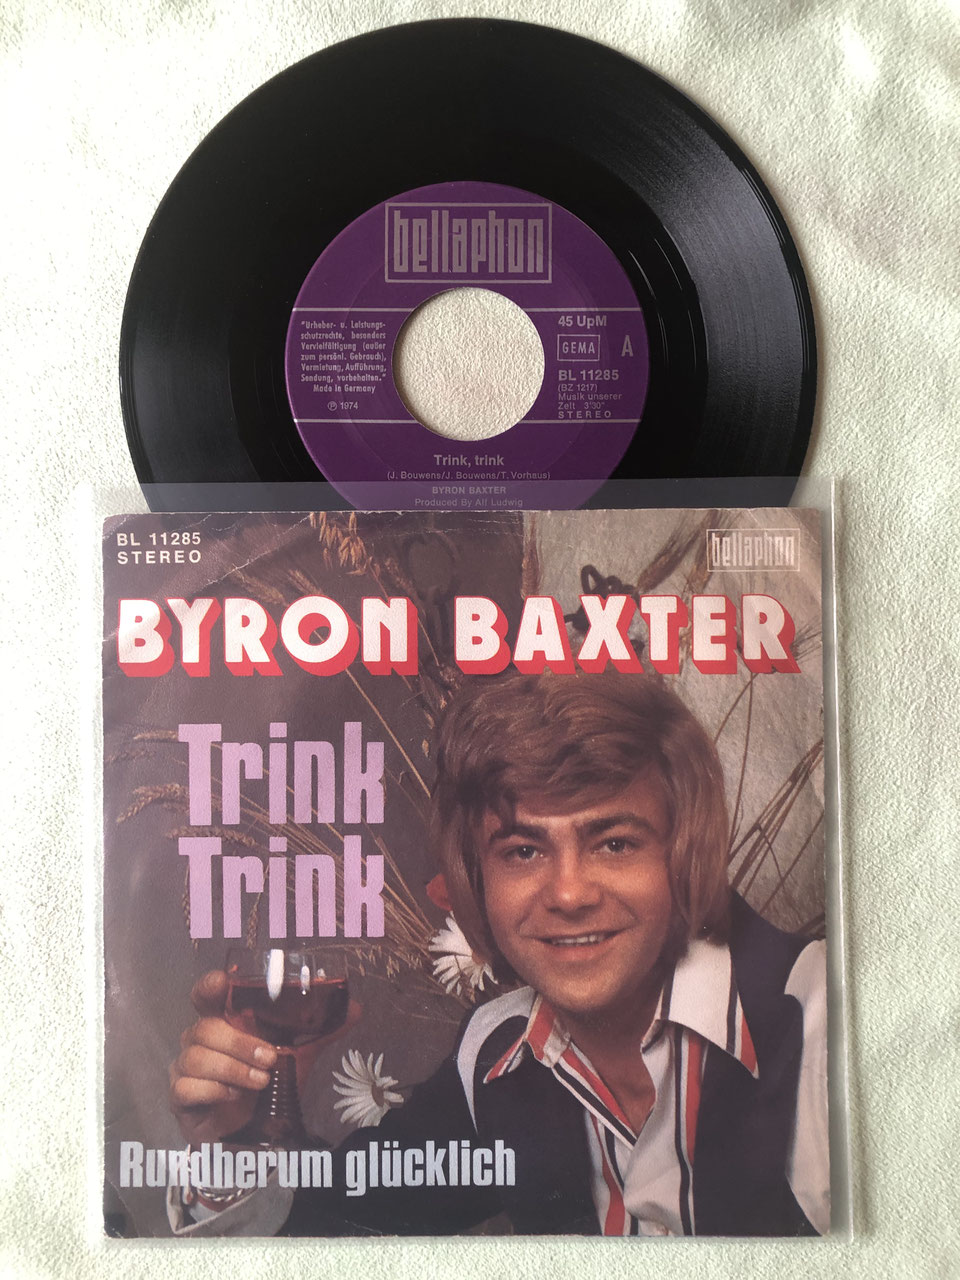 bellaphon
"Urheber- u. Leistungs-
schutzrechte, besonders
Vervielfältigung (außer
zum persönl. Gebrauch),
Vermietung, Aufführung,
Sendung, vorbehalten."
Made in Germany
Ⓟ 1974
45 UpM
GEMA A
BL 11285
(BZ 1217)
Musik unserer
Zeit 3'30"
STEREO
Trink, trink
(J. Bouwens/J. Bouwens/T. Vorhaus)
BYRON BAXTER
Produced By Alf Ludwig
BL 11285
STEREO
bellaphon
BYRON BAXTER
Trink
Trink
Rundherum glücklich